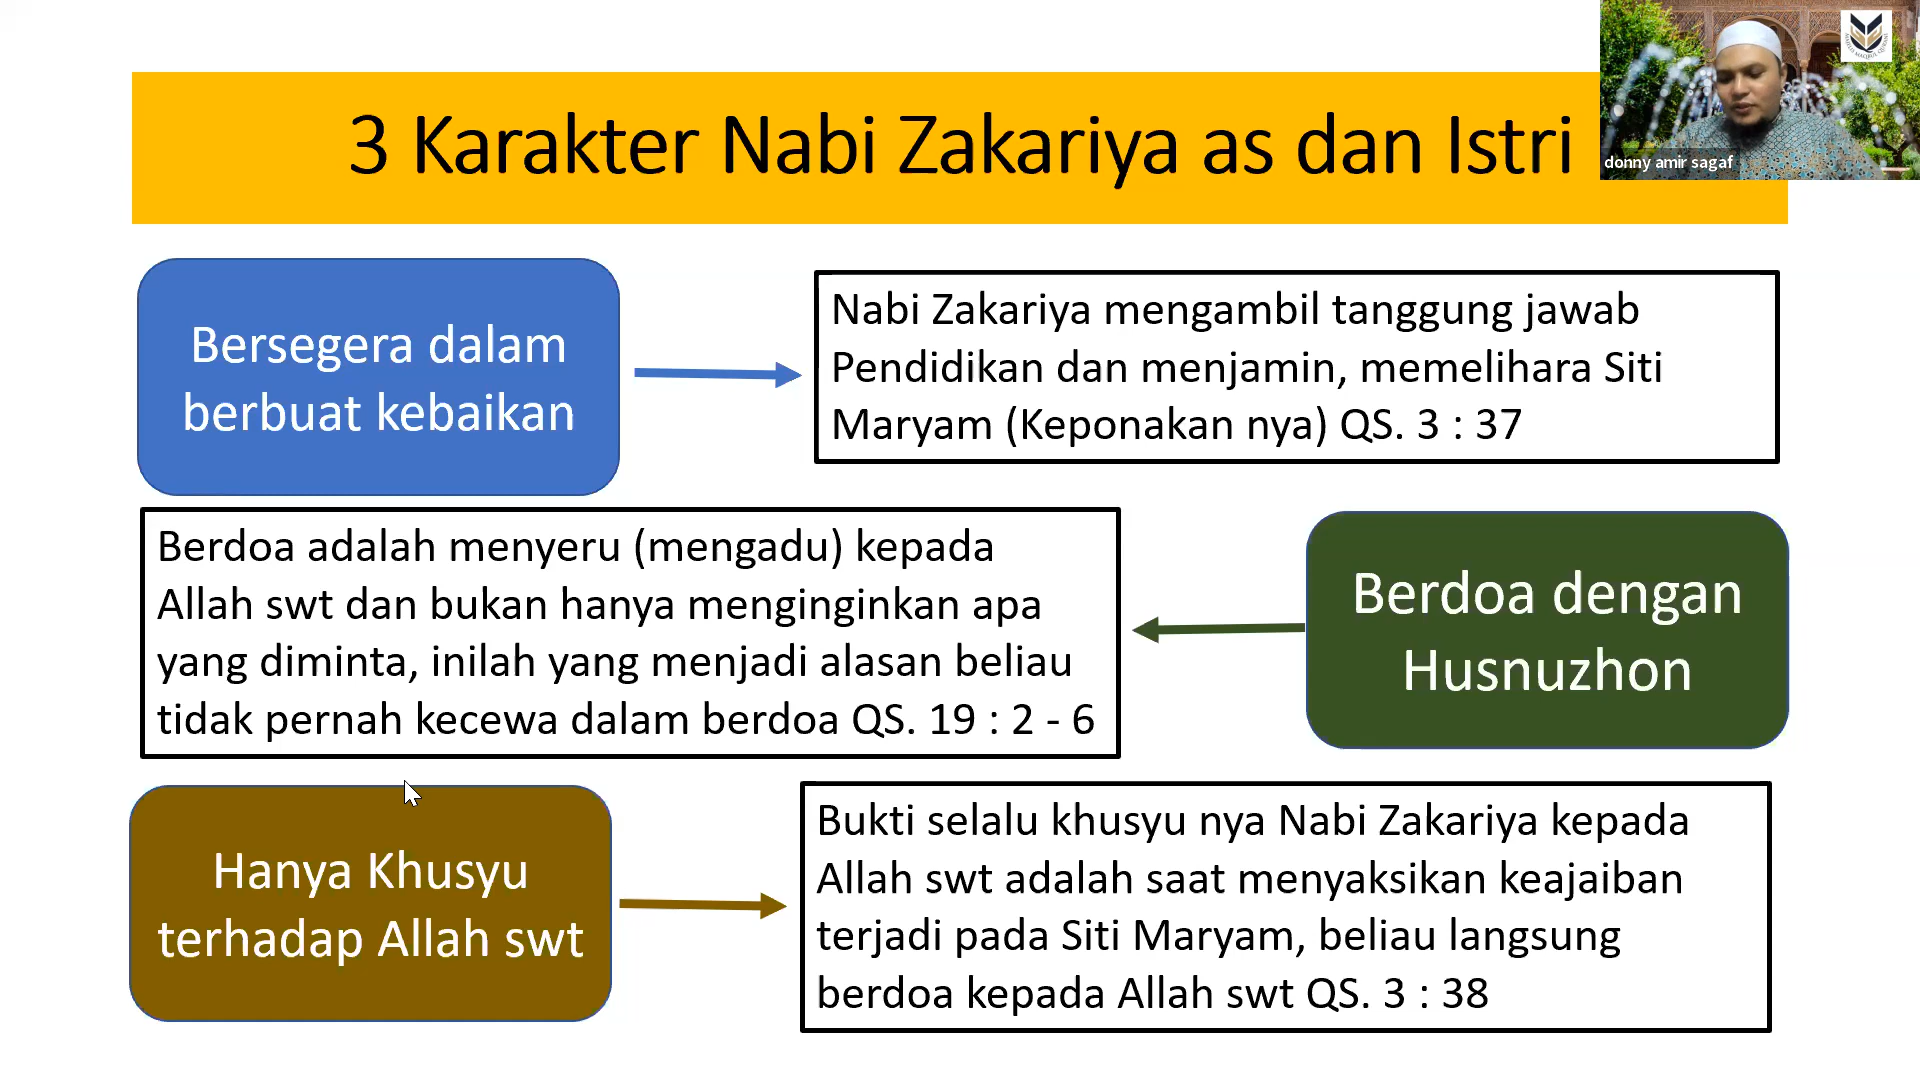 3 Karakter Nabi Zakariya as dan Istri
donny amir sagaf
Bersegera dalam
berbuat kebaikan
Nabi Zakariya mengambil tanggung jawab
Pendidikan dan menjamin, memelihara Siti
Maryam (Keponakan nya) QS. 3 : 37
Berdoa adalah menyeru (mengadu) kepada
Allah swt dan bukan hanya menginginkan apa
yang diminta, inilah yang menjadi alasan beliau
tidak pernah kecewa dalam berdoa QS. 19 : 2 - 6
Berdoa dengan
Husnuzhon
Hanya Khusyu
terhadap Allah swt
Bukti selalu khusyu nya Nabi Zakariya kepada
Allah swt adalah saat menyaksikan keajaiban
terjadi pada Siti Maryam, beliau langsung
berdoa kepada Allah swt QS. 3 : 38